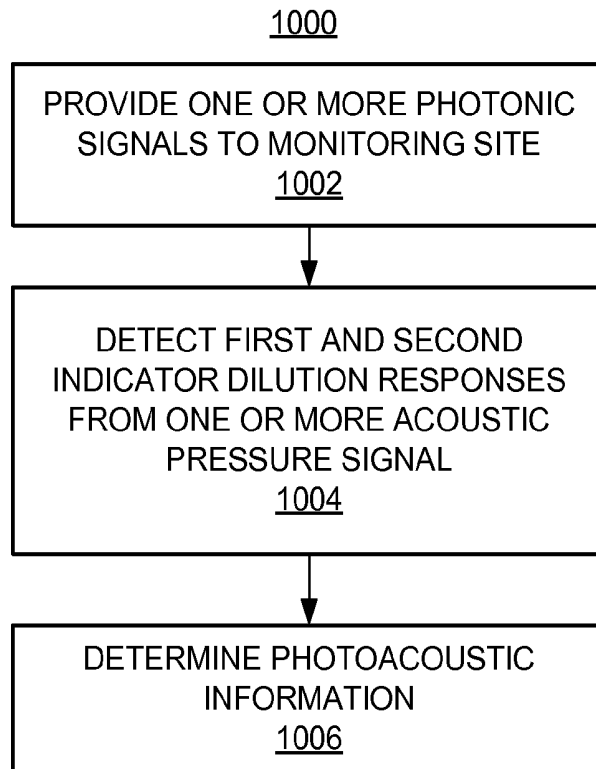 1000
PROVIDE ONE OR MORE PHOTONIC
SIGNALS TO MONITORING SITE
1002
DETECT FIRST AND SECOND
INDICATOR DILUTION RESPONSES
FROM ONE OR MORE ACOUSTIC
PRESSURE SIGNAL
1004
DETERMINE PHOTOACOUSTIC
INFORMATION
1006